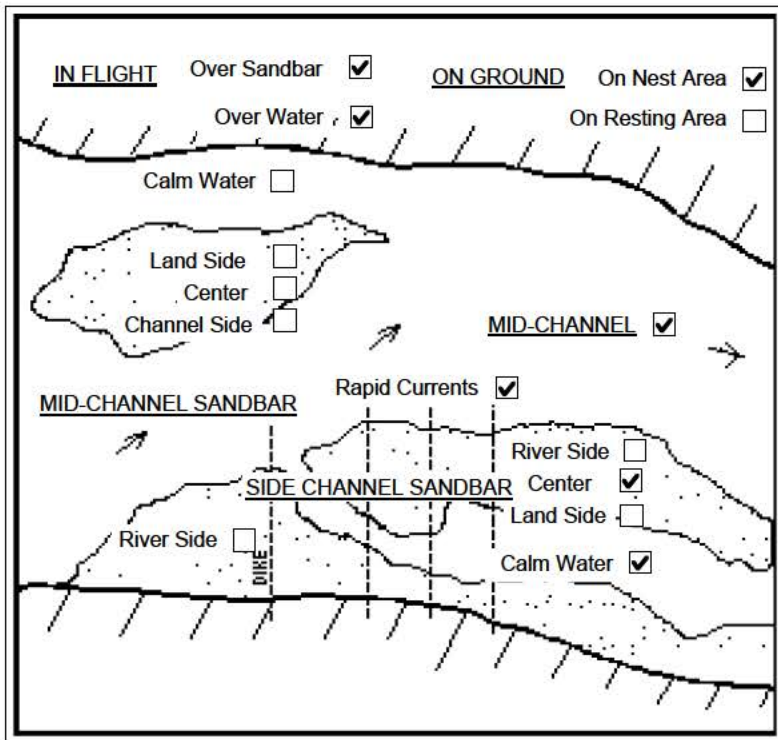 IN FLIGHT Over Sandbar ON GROUND On Nest Area
Over Water On Resting Area
Calm Water
Land Side
Center
Channel Side
MID-CHANNEL
Rapid Currents
MID-CHANNEL SANDBAR
River Side
SIDE CHANNEL SANDBAR Center
Land Side
River Side
DIKE
Calm Water